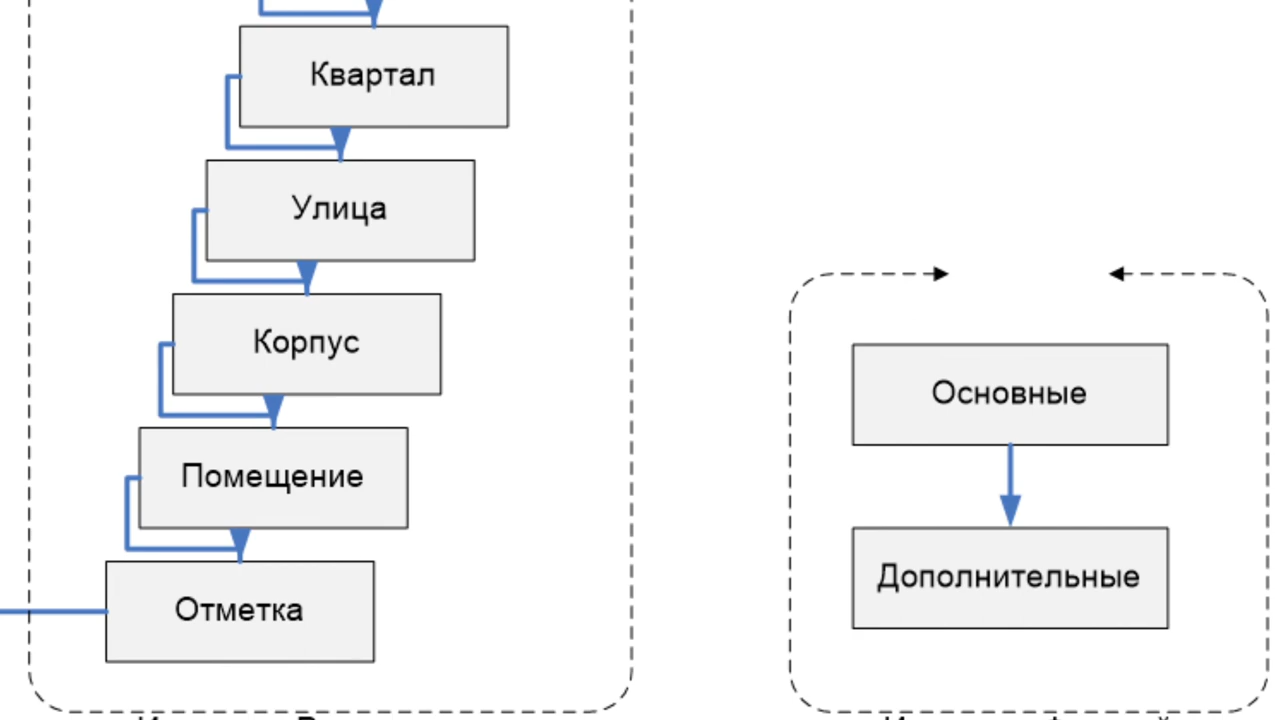 Квартал
Улица
Корпус
Помещение
Отметка
Основные
Дополнительные